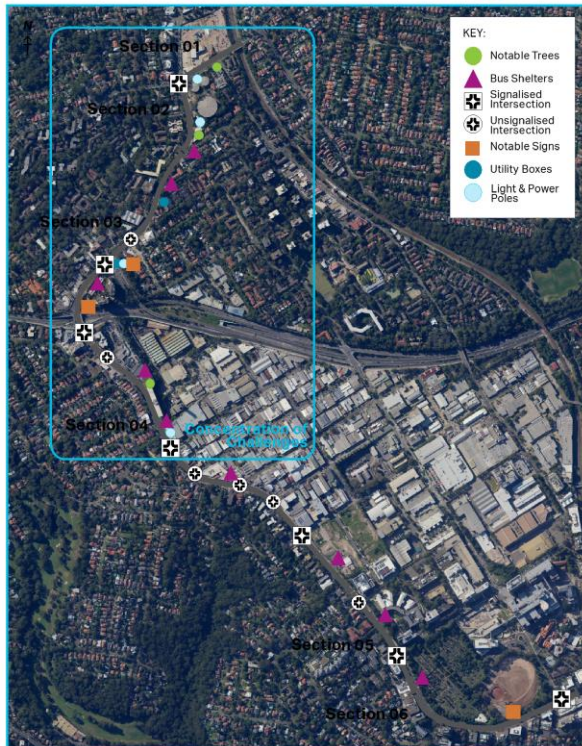 N
Section 01
Section 02
Section 03
Section 04
Concentration of
Challenges
Section 05
Section 06
KEY:
Notable Trees
Bus Shelters
Signalised
Intersection
Unsignalised
Intersection
Notable Signs
Utility Boxes
Light & Power
Poles